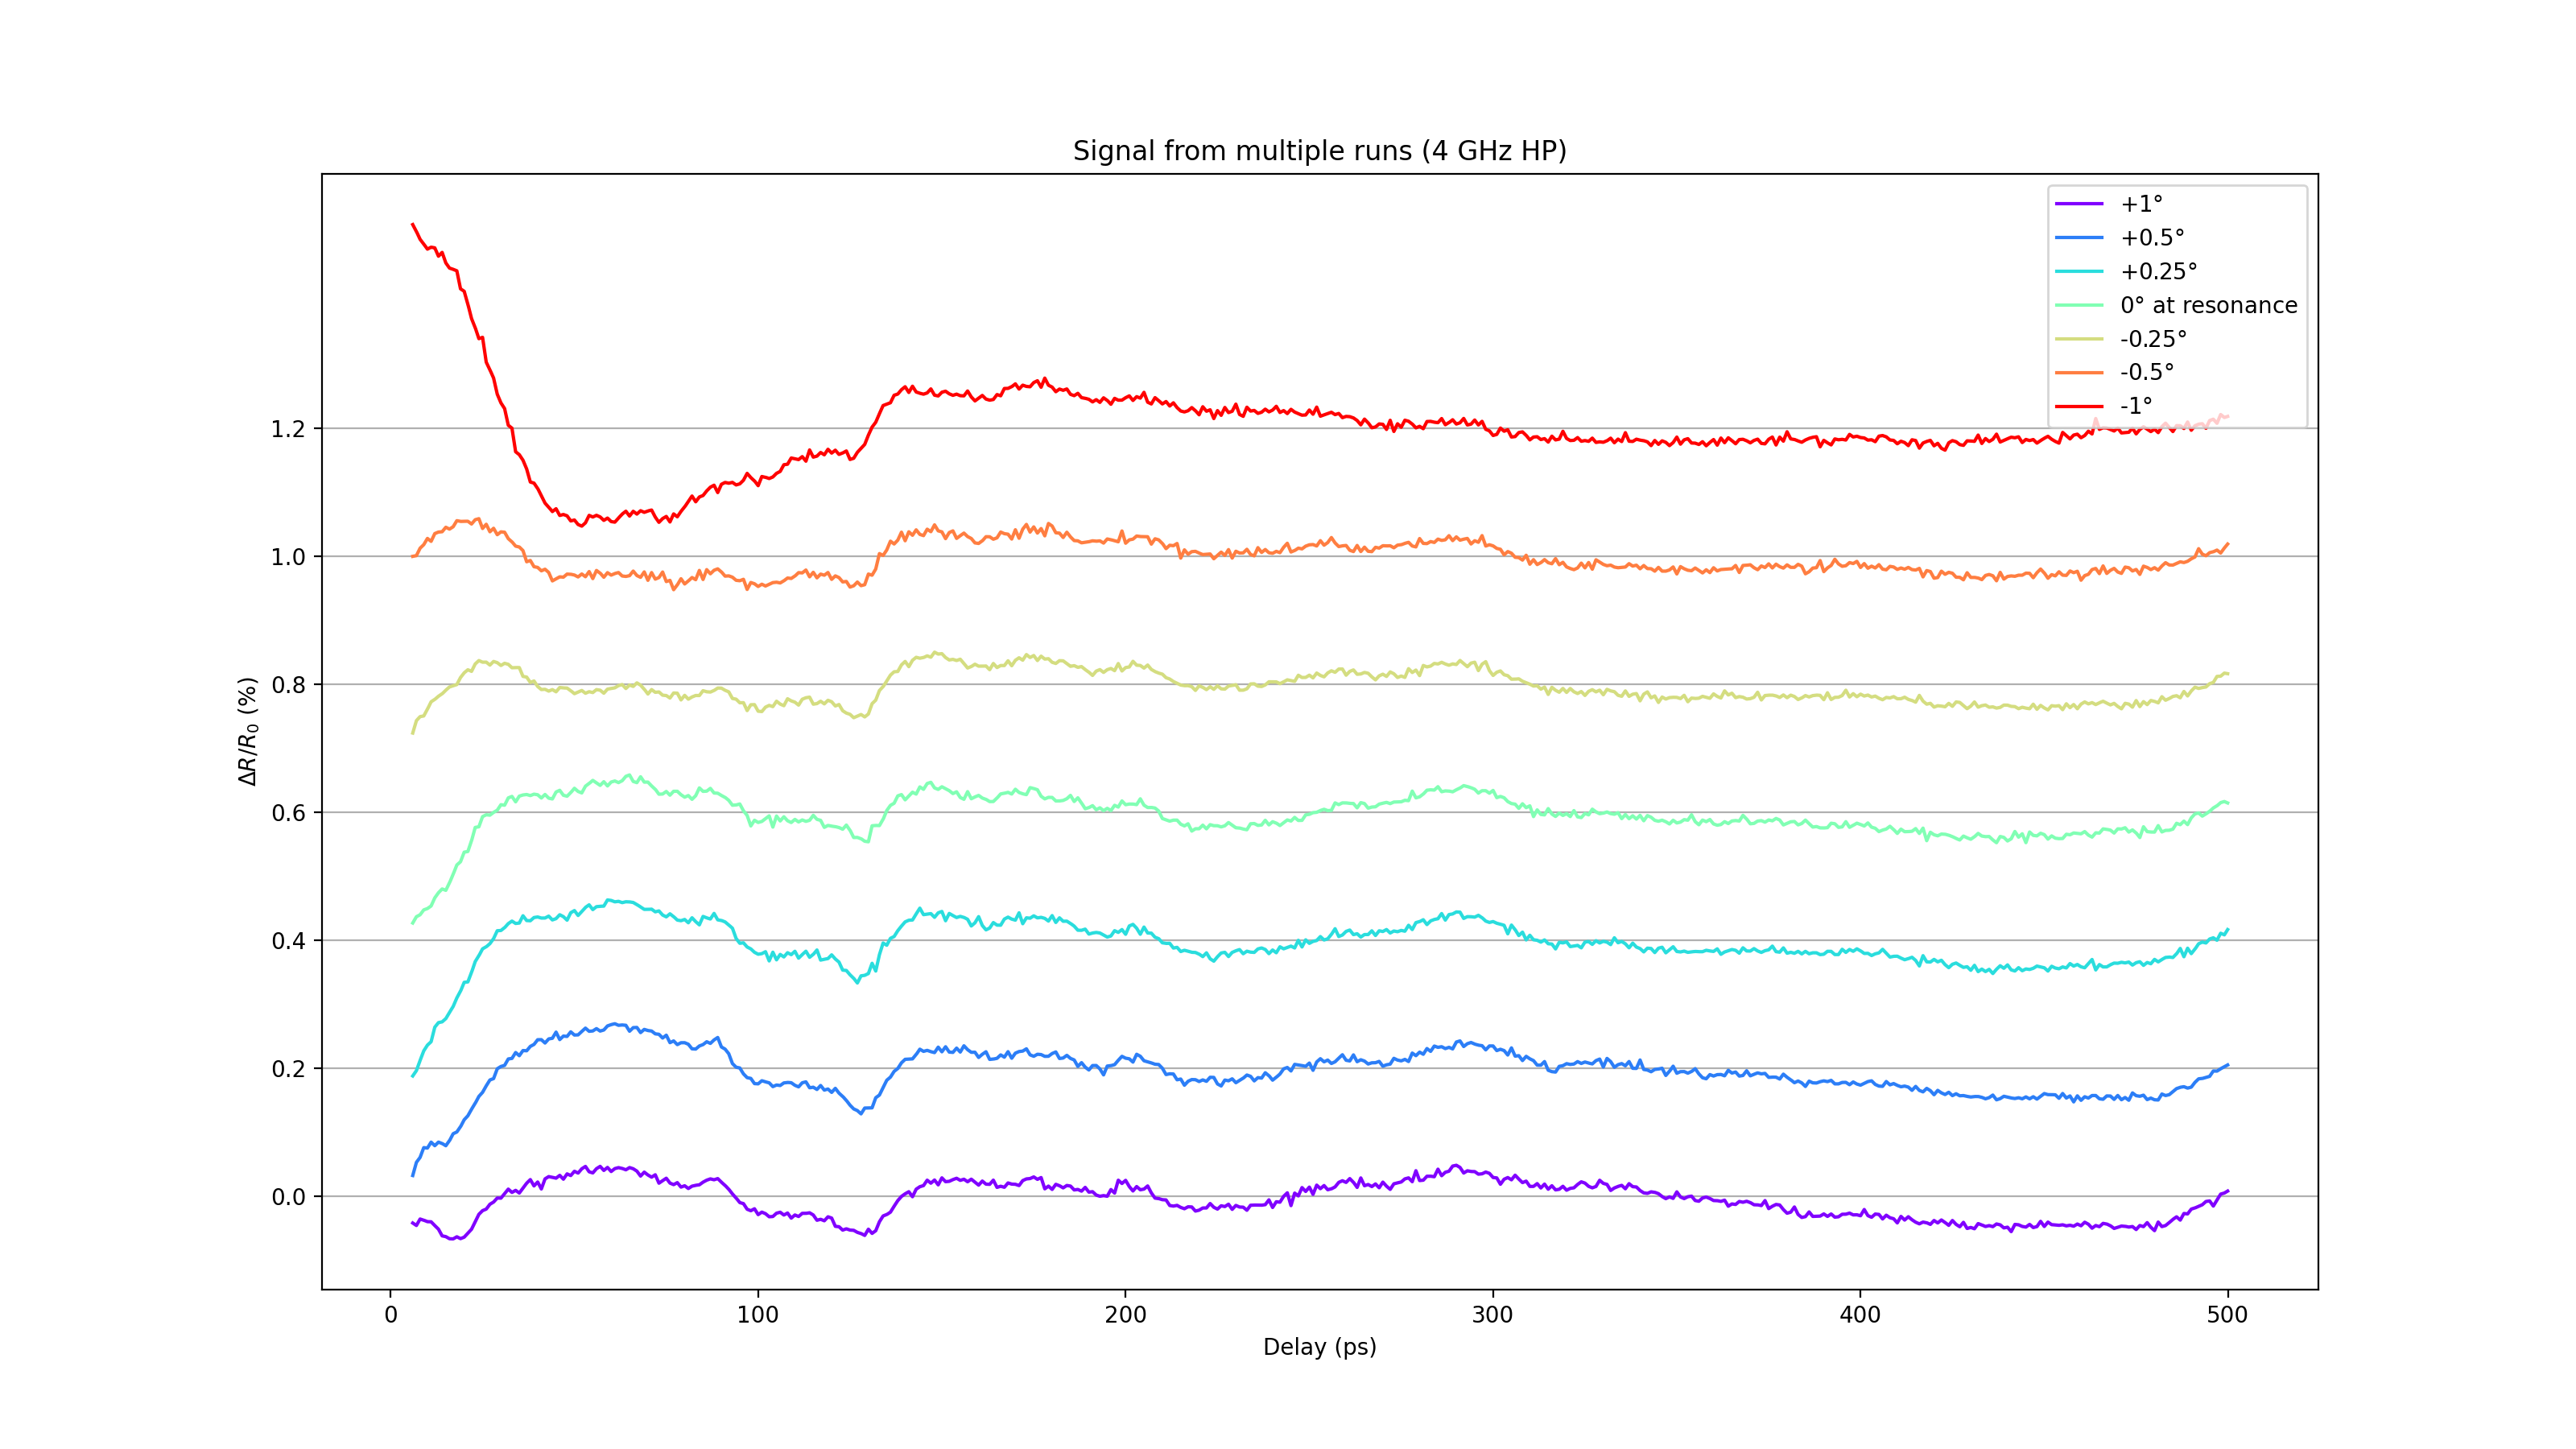 Signal from multiple runs (4 GHz HP)
+1°
+0.5°
+0.25°
0° at resonance
-0.25°
-0.5°
-1°
1.2
1.0
0.8
0.6
0.4
0.2
0.0
ΔR/R₀ (%)
0 100 200 300 400 500
Delay (ps)